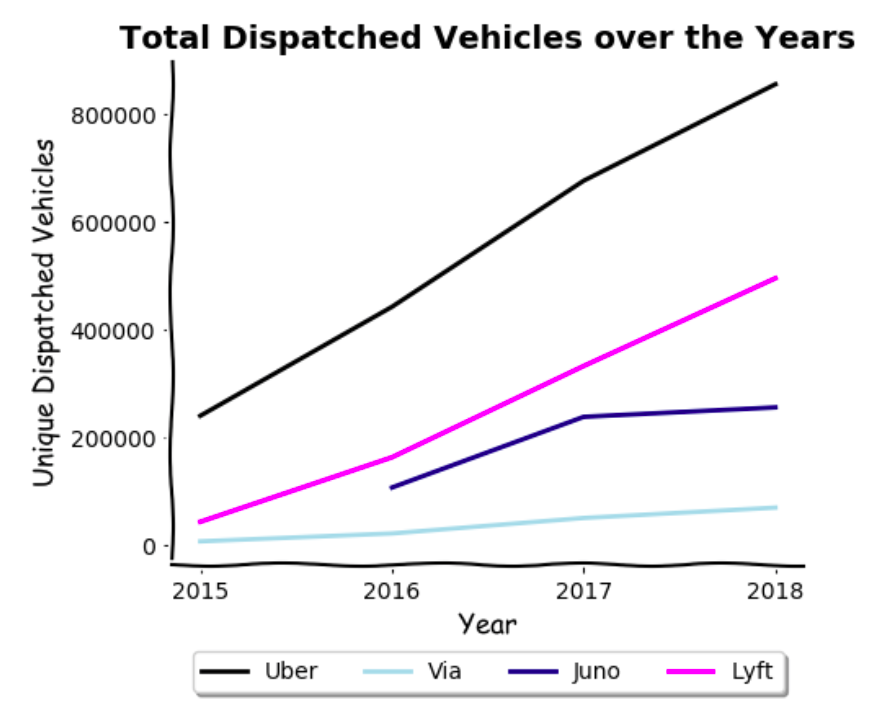 Total Dispatched Vehicles over the Years
Unique Dispatched Vehicles
800000
600000
400000
200000
0
2015 2016 2017 2018
Year
Uber Via Juno Lyft